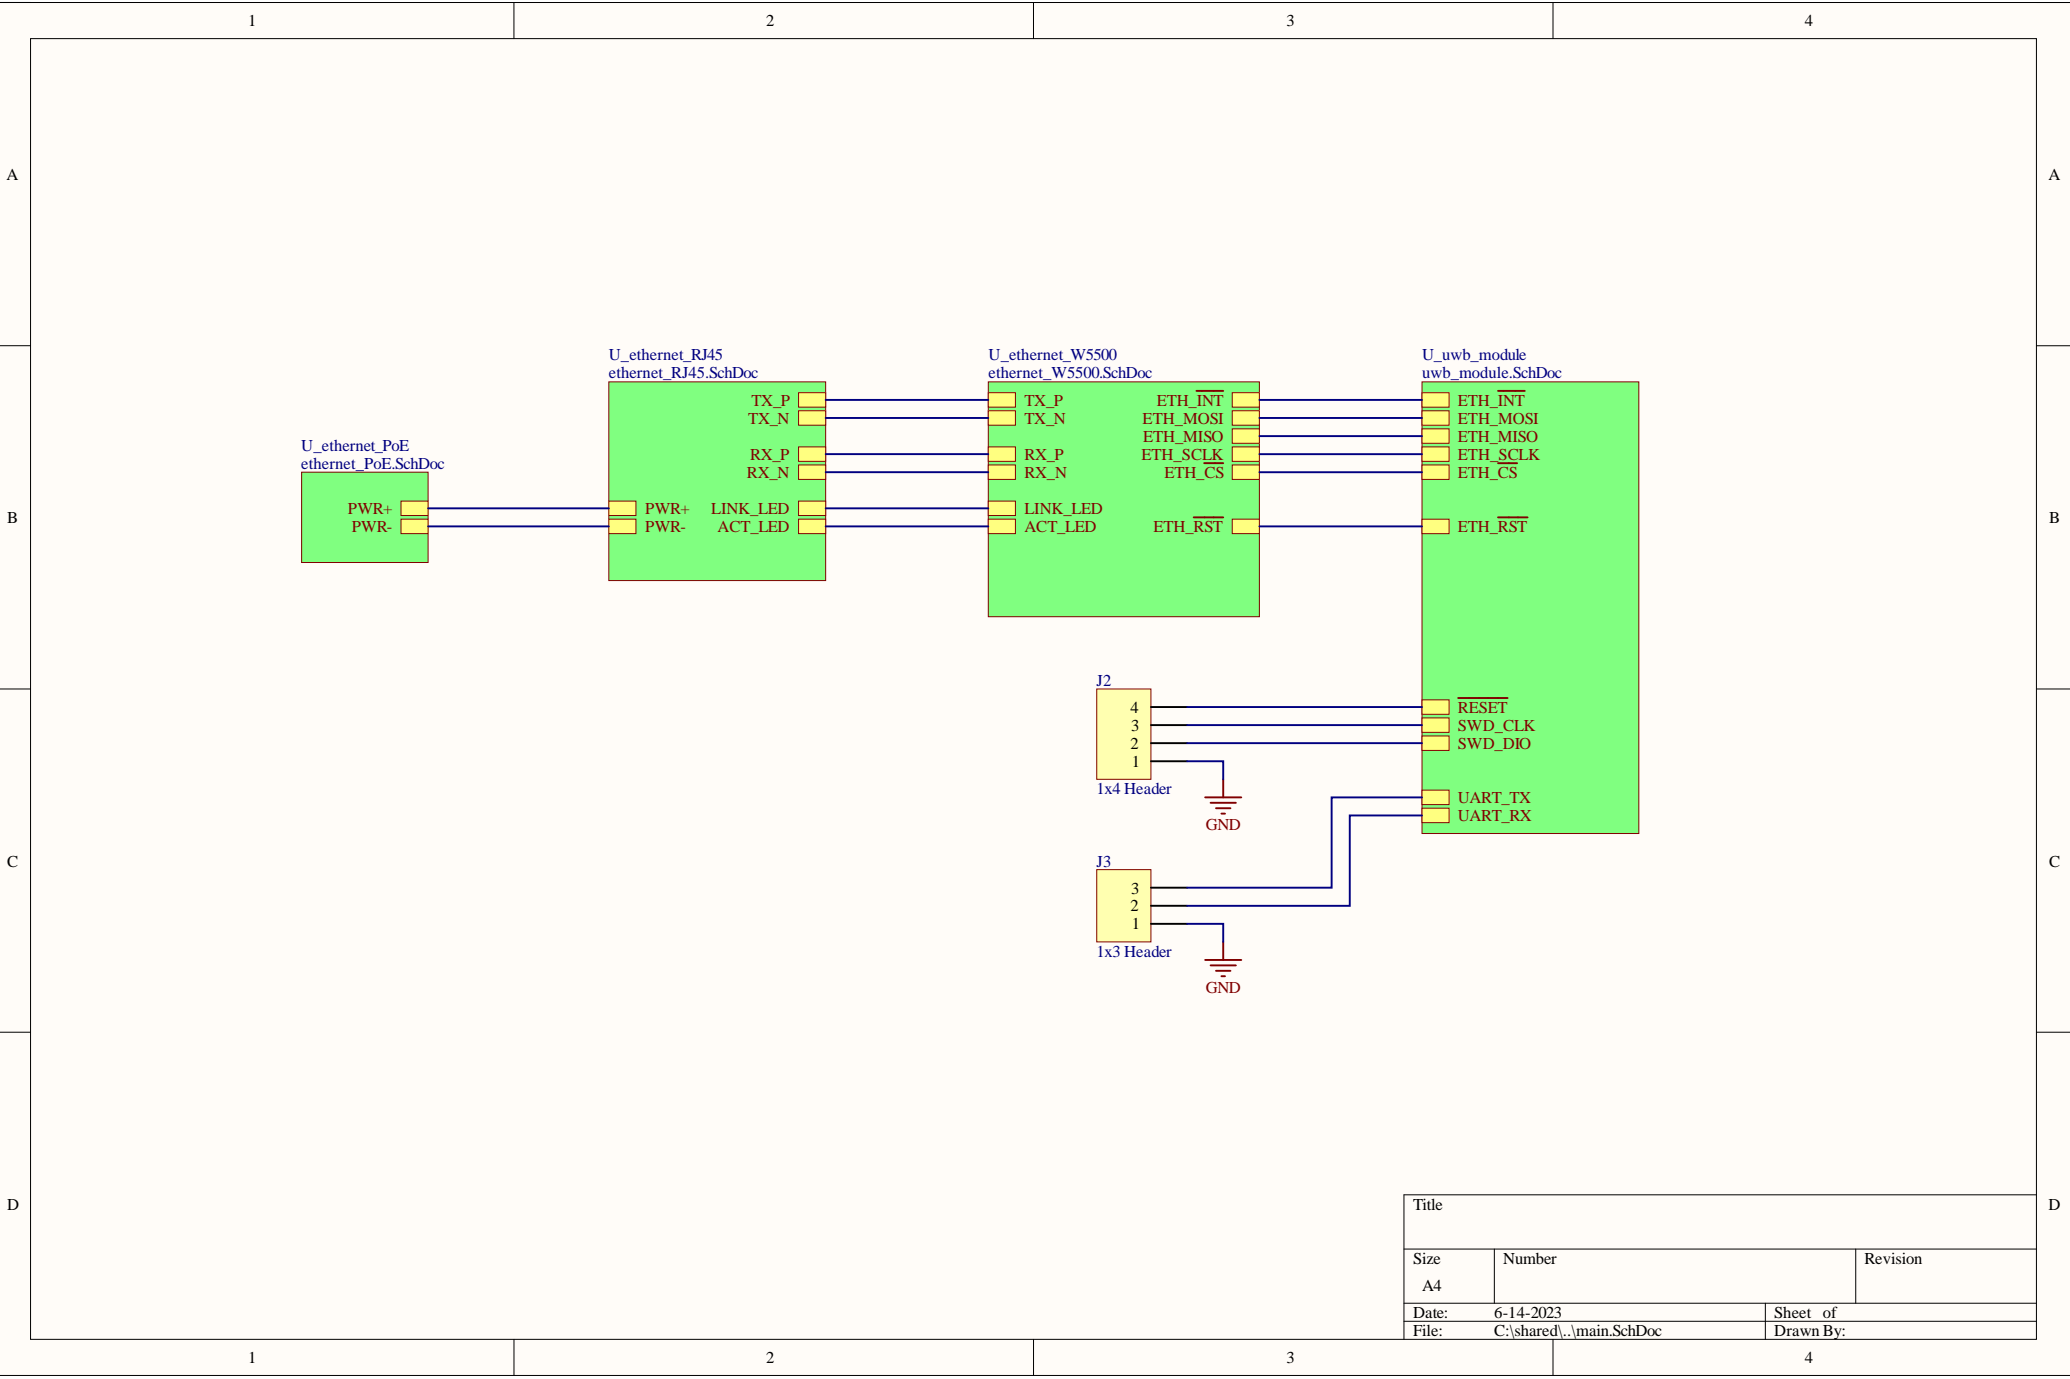 1 2 3 4
A A
U_ethernet_RJ45 U_ethernet_W5500 U_uwb_module
ethernet_RJ45.SchDoc ethernet_W5500.SchDoc uwb_module.SchDoc
TX_P TX_P ETH_INT ETH_INT
TX_N TX_N ETH_MOSI ETH_MOSI
ETH_MISO ETH_MISO
U_ethernet_PoE RX_P RX_P ETH_SCLK ETH_SCLK
ethernet_PoE.SchDoc RX_N RX_N ETH_CS ETH_CS
PWR+ PWR+ LINK_LED LINK_LED
B B
PWR- PWR- ACT_LED ACT_LED ETH_RST ETH_RST
J2
4 RESET
3 SWD_CLK
2 SWD_DIO
1
1x4 Header UART_TX
GND UART_RX
C C
J3
3
2
1
1x3 Header
GND
D D
Title
Size Number Revision
A4
Date: 6-14-2023 Sheet of
File: C:\shared\..\main.SchDoc Drawn By:
1 2 3 4